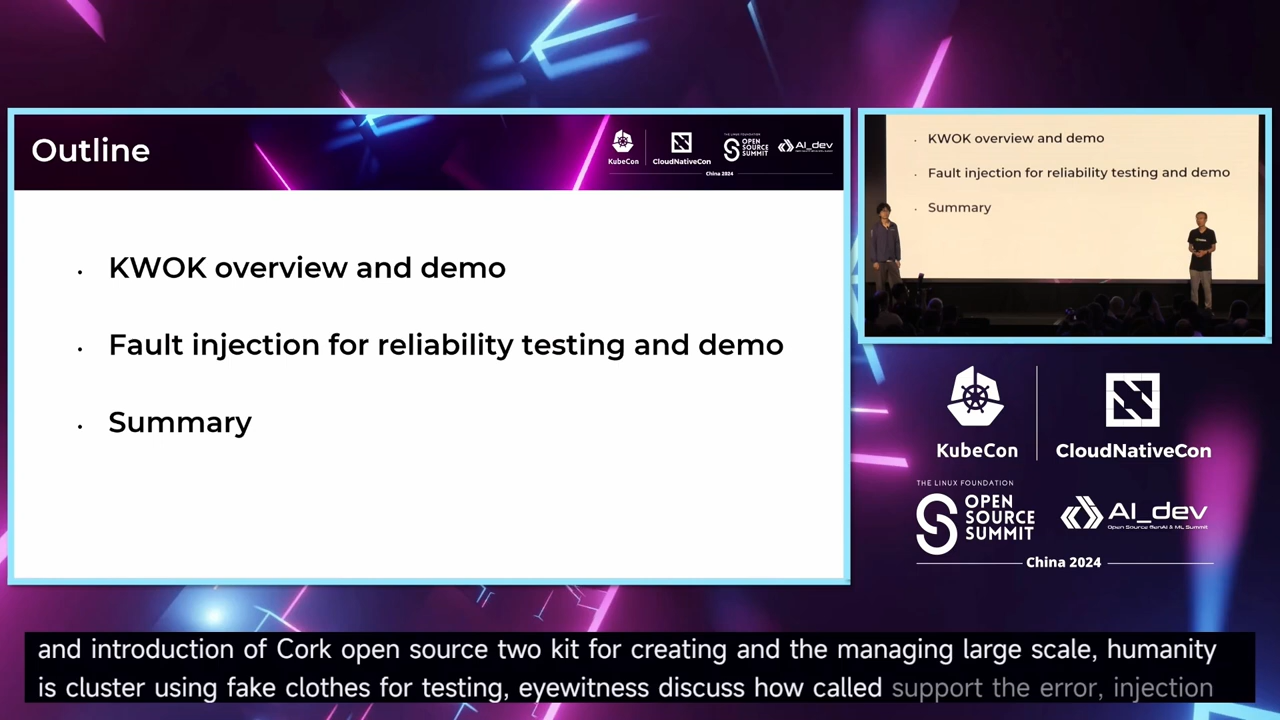 Outline
KubeCon
CloudNativeCon
THE LINUX FOUNDATION
OPEN
SOURCE
SUMMIT
AI_dev
China 2024
• KWOK overview and demo
• Fault injection for reliability testing and demo
• Summary
• KWOK overview and demo
• Fault injection for reliability testing and demo
• Summary
KubeCon
CloudNativeCon
THE LINUX FOUNDATION
OPEN
SOURCE
SUMMIT
AI_dev
Open Source GenAI & ML Summit
China 2024
and introduction of Cork open source two kit for creating and the managing large scale, humanity
is cluster using fake clothes for testing, eyewitness discuss how called support the error, injection